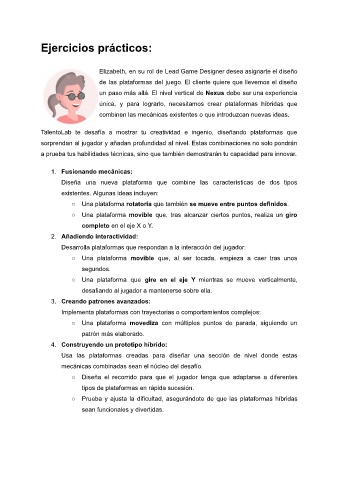 Ejercicios prácticos:
Elizabeth, en su rol de Lead Game Designer desea asignarte el diseño
de las plataformas del juego. El cliente quiere que llevemos el diseño
un paso más allá. El nivel vertical de Nexus debe ser una experiencia
única, y para lograrlo, necesitamos crear plataformas híbridas que
combinen las mecánicas existentes o que introduzcan nuevas ideas.
TalentoLab te desafía a mostrar tu creatividad e ingenio, diseñando plataformas que
sorprendan al jugador y añadan profundidad al nivel. Estas combinaciones no solo pondrán
a prueba tus habilidades técnicas, sino que también demostrarán tu capacidad para innovar.
1. Fusionando mecánicas:
Diseña una nueva plataforma que combine las características de dos tipos
existentes. Algunas ideas incluyen:
○ Una plataforma rotatoria que también se mueve entre puntos definidos.
○ Una plataforma movible que, tras alcanzar ciertos puntos, realiza un giro
completo en el eje X o Y.
2. Añadiendo interactividad:
Desarrolla plataformas que respondan a la interacción del jugador:
○ Una plataforma movible que, al ser tocada, empieza a caer tras unos
segundos.
○ Una plataforma que gire en el eje Y mientras se mueve verticalmente,
desafiando al jugador a mantenerse sobre ella.
3. Creando patrones avanzados:
Implementa plataformas con trayectorias o comportamientos complejos:
○ Una plataforma movediza con múltiples puntos de parada, siguiendo un
patrón más elaborado.
4. Construyendo un prototipo híbrido:
Usa las plataformas creadas para diseñar una sección de nivel donde estas
mecánicas combinadas sean el núcleo del desafío.
○ Diseña el recorrido para que el jugador tenga que adaptarse a diferentes
tipos de plataformas en rápida sucesión.
○ Prueba y ajusta la dificultad, asegurándote de que las plataformas híbridas
sean funcionales y divertidas.